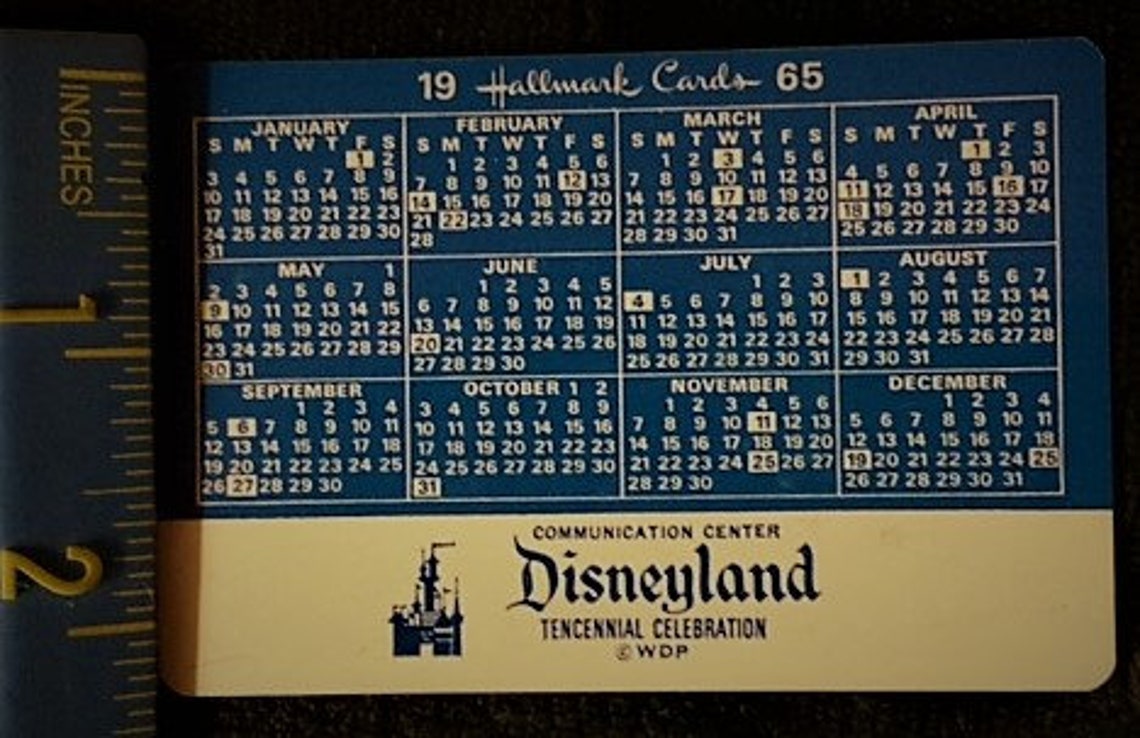 INCHES
1
2
19 Hallmark Cards 65
JANUARY
S M T W T F S
1 2
3 4 5 6 7 8 9
10 11 12 13 14 15 16
17 18 19 20 21 22 23
24 25 26 27 28 29 30
31
FEBRUARY
S M T W T F S
1 2 3 4 5 6
7 8 9 10 11 12 13
14 15 16 17 18 19 20
21 22 23 24 25 26 27
28
MARCH
S M T W T F S
1 2 3 4 5 6
7 8 9 10 11 12 13
14 15 16 17 18 19 20
21 22 23 24 25 26 27
28 29 30 31
APRIL
S M T W T F S
1 2 3
4 5 6 7 8 9 10
11 12 13 14 15 16 17
18 19 20 21 22 23 24
25 26 27 28 29 30
MAY 1
2 3 4 5 6 7 8
9 10 11 12 13 14 15
16 17 18 19 20 21 22
23 24 25 26 27 28 29
30 31
JUNE
1 2 3 4 5
6 7 8 9 10 11 12
13 14 15 16 17 18 19
20 21 22 23 24 25 26
27 28 29 30
JULY
1 2 3
4 5 6 7 8 9 10
11 12 13 14 15 16 17
18 19 20 21 22 23 24
25 26 27 28 29 30 31
AUGUST
1 2 3 4 5 6 7
8 9 10 11 12 13 14
15 16 17 18 19 20 21
22 23 24 25 26 27 28
29 30 31
SEPTEMBER
1 2 3 4
5 6 7 8 9 10 11
12 13 14 15 16 17 18
19 20 21 22 23 24 25
26 27 28 29 30
OCTOBER 1 2
3 4 5 6 7 8 9
10 11 12 13 14 15 16
17 18 19 20 21 22 23
24 25 26 27 28 29 30
31
NOVEMBER
1 2 3 4 5 6
7 8 9 10 11 12 13
14 15 16 17 18 19 20
21 22 23 24 25 26 27
28 29 30
DECEMBER
1 2 3 4
5 6 7 8 9 10 11
12 13 14 15 16 17 18
19 20 21 22 23 24 25
26 27 28 29 30 31
COMMUNICATION CENTER
Disneyland
TENCENNIAL CELEBRATION
© WDP